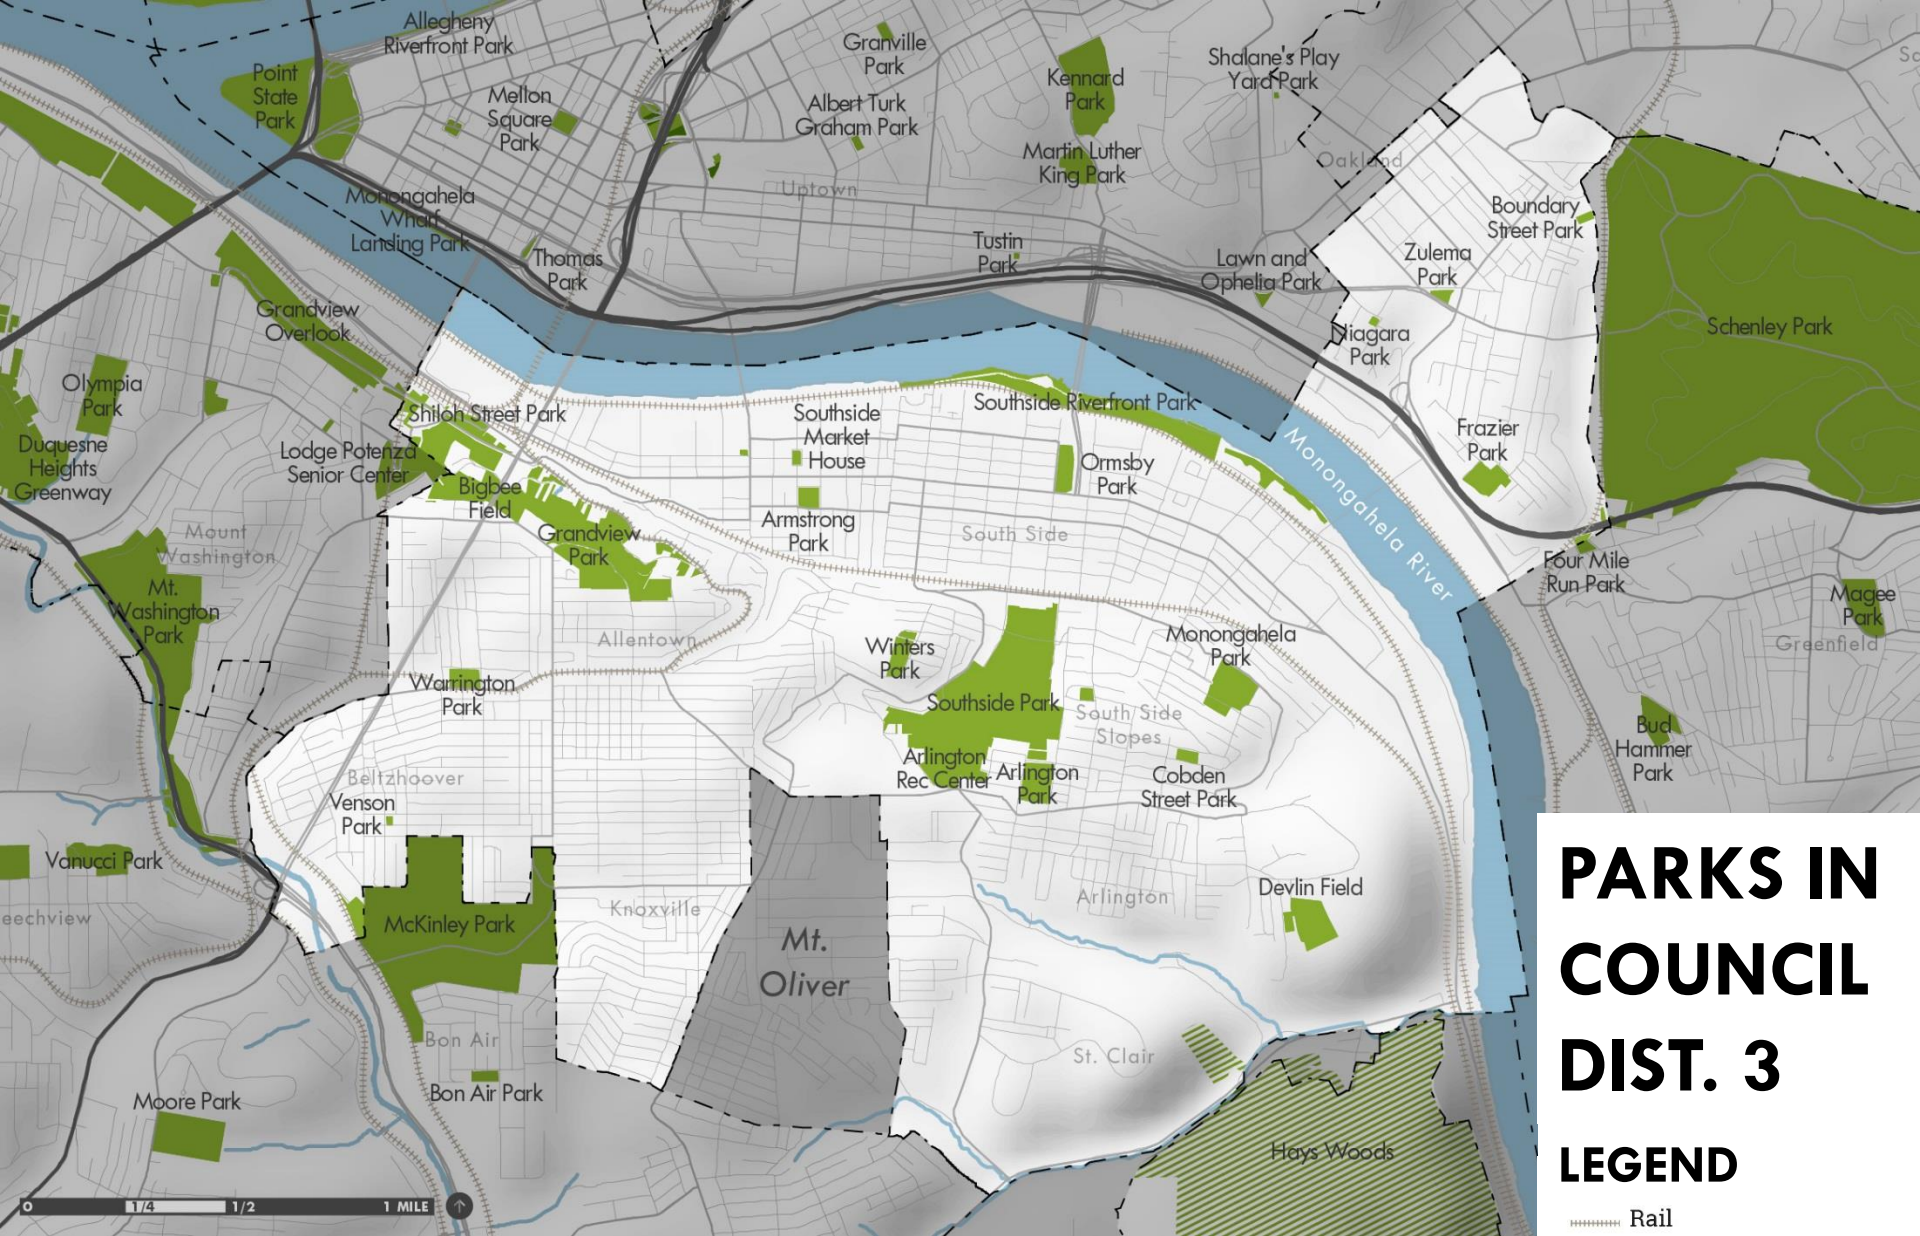 Allegheny
Riverfront Park
Point
State
Park
Mellon
Square
Park
Granville
Park
Albert Turk
Graham Park
Kennard
Park
Martin Luther
King Park
Shalane's Play
Yard Park
Oakland
Uptown
Monongahela
Wharf
Landing Park
Thomas
Park
Tustin
Park
Lawn and
Ophelia Park
Boundary
Street Park
Zulema
Park
Niagara
Park
Schenley Park
Grandview
Overlook
Olympia
Park
Duquesne
Heights
Greenway
Shiloh Street Park
Lodge Potenza
Senior Center
Bigbee
Field
Grandview
Park
Southside
Market
House
Armstrong
Park
Southside Riverfront Park
Ormsby
Park
South Side
Monongahela River
Frazier
Park
Four Mile
Run Park
Magee
Park
Greenfield
Mount
Washington
Mt.
Washington
Park
Allentown
Warrington
Park
Winters
Park
Southside Park
Monongahela
Park
South Side
Slopes
Arlington
Rec Center
Arlington
Park
Cobden
Street Park
Bud
Hammer
Park
Beltzhoover
Venson
Park
Vanucci Park
eechview
McKinley Park
Knoxville
Mt.
Oliver
Arlington
Devlin Field
Bon Air
Bon Air Park
Moore Park
St. Clair
Hays Woods
0 1/4 1/2 1 MILE
PARKS IN
COUNCIL
DIST. 3
LEGEND
Rail